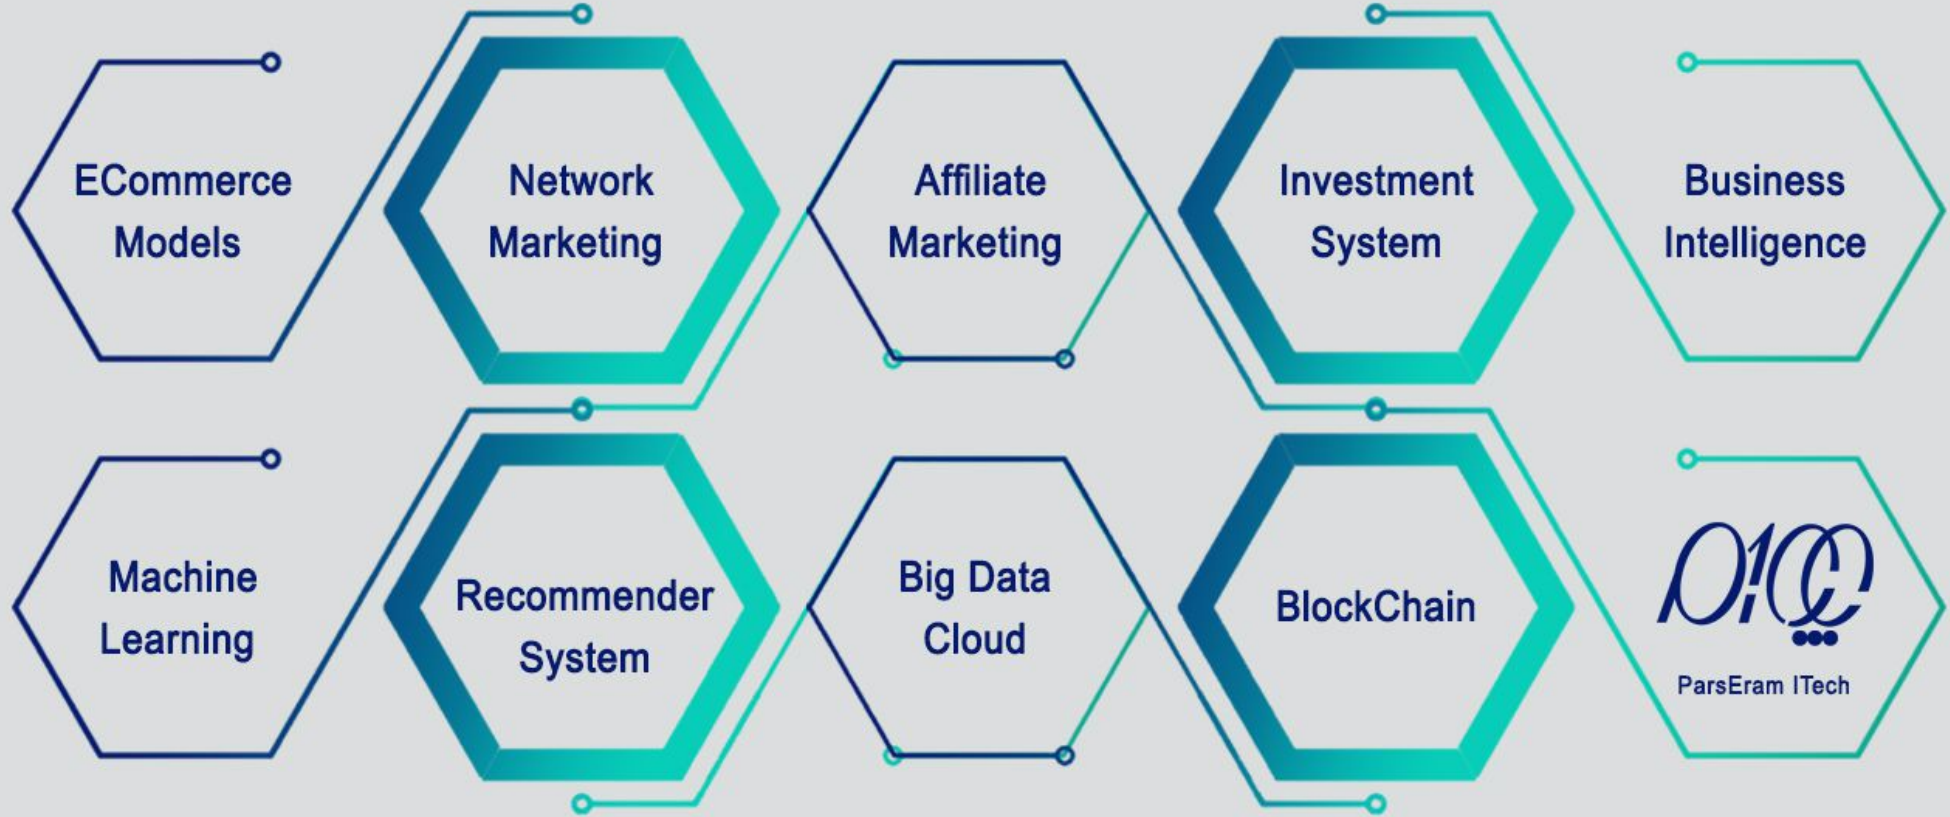 ECommerce
Models
Network
Marketing
Affiliate
Marketing
Investment
System
Business
Intelligence
Machine
Learning
Recommender
System
Big Data
Cloud
BlockChain
ParsEram ITech